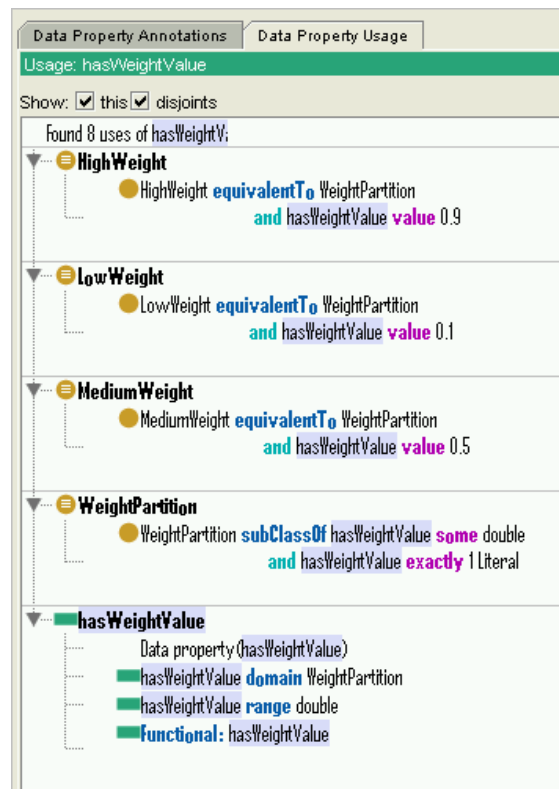 Data Property Annotations Data Property Usage
Usage: hasWeightValue
Show: this disjoints
Found 8 uses of hasWeightV
HighWeight
HighWeight equivalentTo WeightPartition
and hasWeightValue value 0.9
LowWeight
LowWeight equivalentTo WeightPartition
and hasWeightValue value 0.1
MediumWeight
MediumWeight equivalentTo WeightPartition
and hasWeightValue value 0.5
WeightPartition
WeightPartition subClassOf hasWeightValue some double
and hasWeightValue exactly 1 Literal
hasWeightValue
Data property(hasWeightValue)
hasWeightValue domain WeightPartition
hasWeightValue range double
Functional: hasWeightValue